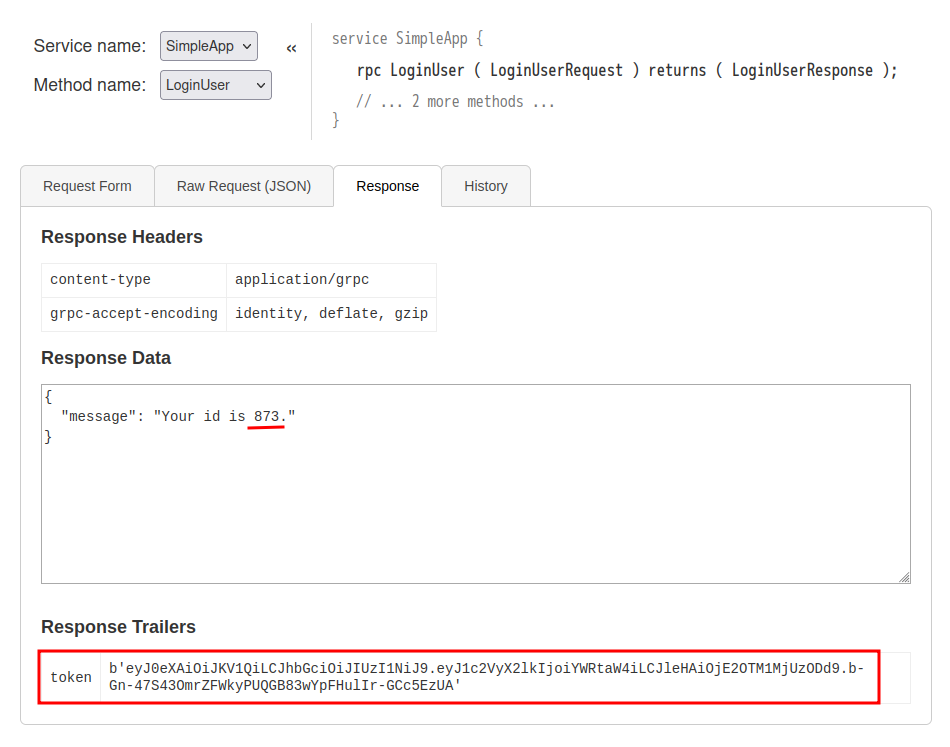 Service name: SimpleApp «
Method name: LoginUser
service SimpleApp {
rpc LoginUser ( LoginUserRequest ) returns ( LoginUserResponse );
// ... 2 more methods ...
}
Request Form Raw Request (JSON) Response History
Response Headers
content-type application/grpc
grpc-accept-encoding identity, deflate, gzip
Response Data
{
"message": "Your id is 873."
}
Response Trailers
token b'eyJ0eXAiOiJKV1QiLCJhbGciOiJIUzI1NiJ9.eyJ1c2VyX2lkIjoiYWRtaW4iLCJleHAiOjE2OTM1MjUzODd9.b-
Gn-47S43OmrZFWkyPUQGB83wYpFHulIr-GCc5EzUA'